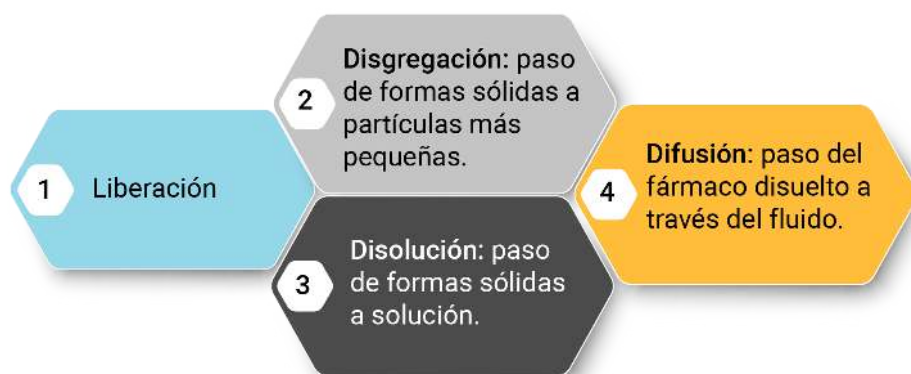 1
Liberación
2
Disgregación: paso
de formas sólidas a
partículas más
pequeñas.
3
Disolución: paso
de formas sólidas
a solución.
4
Difusión: paso del
fármaco disuelto a
través del fluido.